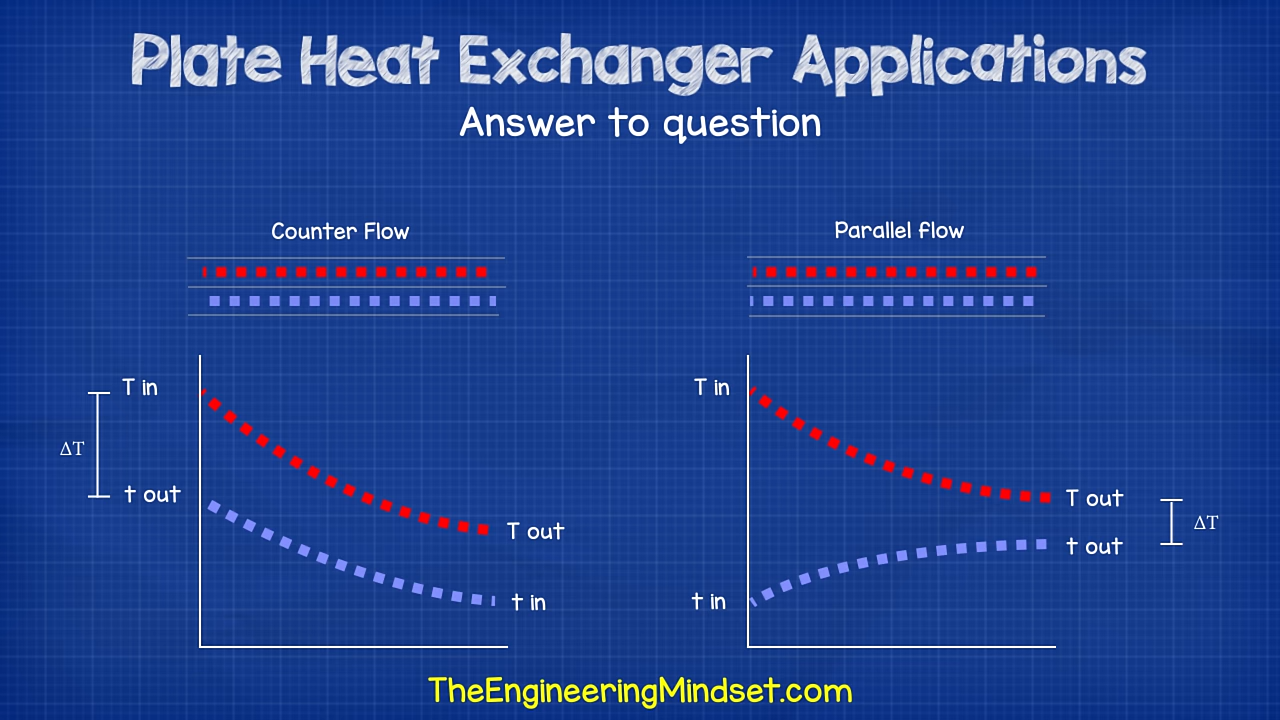 Plate Heat Exchanger Applications
Answer to question
Counter Flow
Parallel flow
T in
ΔT
t out
T out
t in
T in
T out
ΔT
t out
t in
TheEngineeringMindset.com